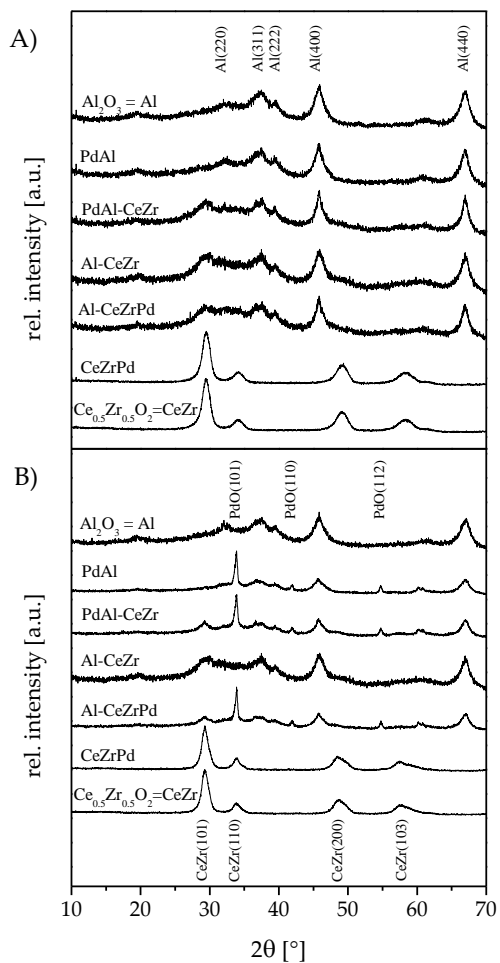 A)
Al(220)
Al(311)
Al(222)
Al(400)
Al(440)
Al₂O₃ = Al
PdAl
PdAl-CeZr
Al-CeZr
Al-CeZrPd
CeZrPd
Ce₀.₅Zr₀.₅O₂=CeZr
rel. intensity [a.u.]
B)
PdO(101)
PdO(110)
PdO(112)
Al₂O₃ = Al
PdAl
PdAl-CeZr
Al-CeZr
Al-CeZrPd
CeZrPd
Ce₀.₅Zr₀.₅O₂=CeZr
rel. intensity [a.u.]
CeZr(101)
CeZr(110)
CeZr(200)
CeZr(103)
10 20 30 40 50 60 70
2θ [°]